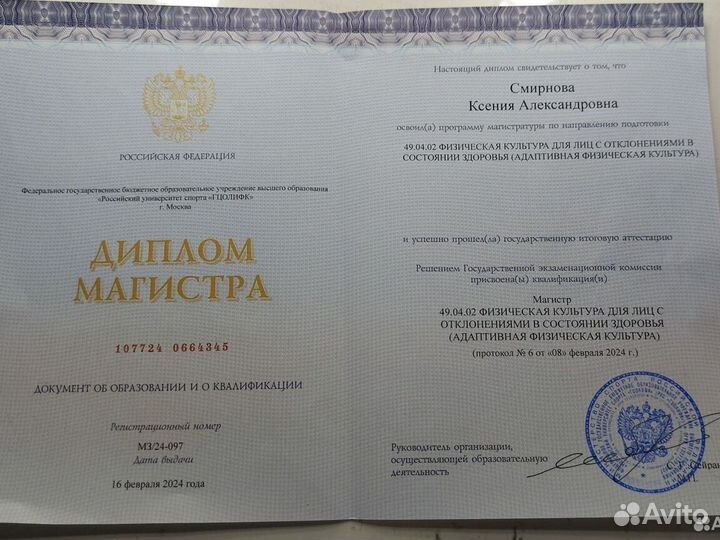 РОССИЙСКАЯ ФЕДЕРАЦИЯ
Федеральное государственное бюджетное образовательное учреждение высшего образования
«Российский университет спорта «ГЦОЛИФК»
г. Москва
ДИПЛОМ
МАГИСТРА
107724 0664345
ДОКУМЕНТ ОБ ОБРАЗОВАНИИ И О КВАЛИФИКАЦИИ
Регистрационный номер
МЗ/24-097
Дата выдачи
16 февраля 2024 года
Настоящий диплом свидетельствует о том, что
Смирнова
Ксения Александровна
освоил(а) программу магистратуры по направлению подготовки
49.04.02 ФИЗИЧЕСКАЯ КУЛЬТУРА ДЛЯ ЛИЦ С ОТКЛОНЕНИЯМИ В
СОСТОЯНИИ ЗДОРОВЬЯ (АДАПТИВНАЯ ФИЗИЧЕСКАЯ КУЛЬТУРА)
и успешно прошел(ла) государственную итоговую аттестацию
Решением Государственной экзаменационной комиссии
присвоена(ы) квалификация(и)
Магистр
49.04.02 ФИЗИЧЕСКАЯ КУЛЬТУРА ДЛЯ ЛИЦ С
ОТКЛОНЕНИЯМИ В СОСТОЯНИИ ЗДОРОВЬЯ
(АДАПТИВНАЯ ФИЗИЧЕСКАЯ КУЛЬТУРА)
(протокол № 6 от «08» февраля 2024 г.)
Руководитель организации,
осуществляющей образовательную
деятельность
М.П.
Avito